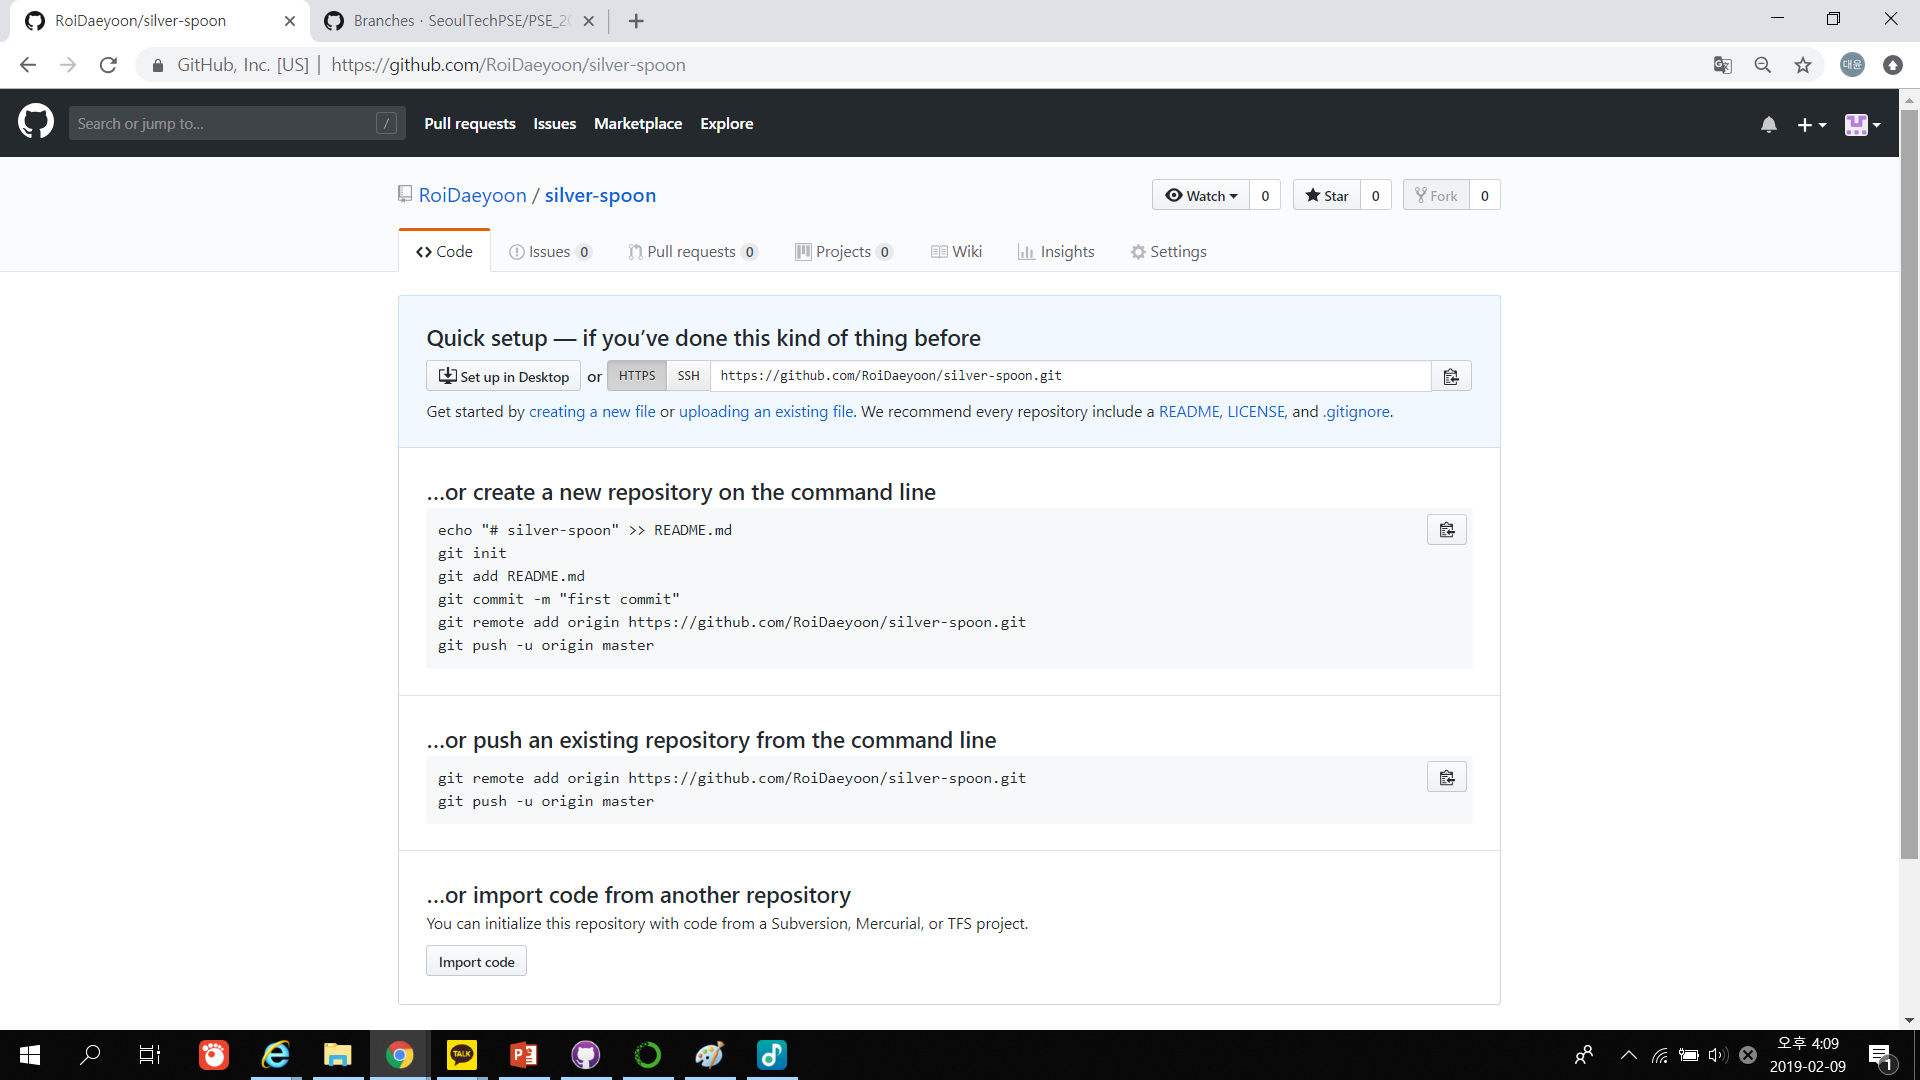 RoiDaeyoon/silver-spoon
Branches · SeoulTechPSE/PSE_20
GitHub, Inc. [US] | https://github.com/RoiDaeyoon/silver-spoon
대윤
Search or jump to...
/
Pull requests
Issues
Marketplace
Explore
RoiDaeyoon / silver-spoon
Watch 0
Star 0
Fork 0
Code
Issues 0
Pull requests 0
Projects 0
Wiki
Insights
Settings
Quick setup — if you’ve done this kind of thing before
Set up in Desktop or HTTPS SSH https://github.com/RoiDaeyoon/silver-spoon.git
Get started by creating a new file or uploading an existing file. We recommend every repository include a README, LICENSE, and .gitignore.
…or create a new repository on the command line
echo "# silver-spoon" >> README.md
git init
git add README.md
git commit -m "first commit"
git remote add origin https://github.com/RoiDaeyoon/silver-spoon.git
git push -u origin master
…or push an existing repository from the command line
git remote add origin https://github.com/RoiDaeyoon/silver-spoon.git
git push -u origin master
…or import code from another repository
You can initialize this repository with code from a Subversion, Mercurial, or TFS project.
Import code
TALK
오후 4:09
2019-02-09
1